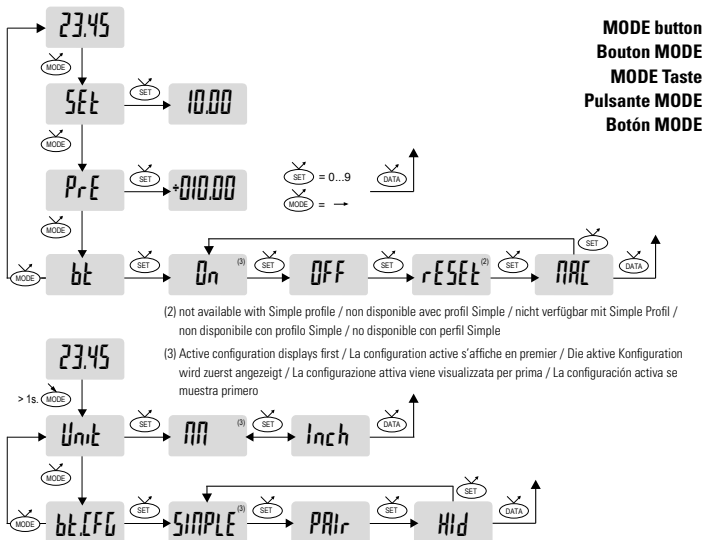 23.45
MODE button
Bouton MODE
MODE Taste
Pulsante MODE
Botón MODE
MODE
SEt SET 10.00
MODE
PrE SET ÷010.00 SET = 0...9 DATA
MODE = →
MODE
SET
MODE bt SET On (3) SET OFF SET rESEt (2) SET MAC DATA
(2) not available with Simple profile / non disponible avec profil Simple / nicht verfügbar mit Simple Profil /
non disponibile con profilo Simple / no disponible con perfil Simple
(3) Active configuration displays first / La configuration active s’affiche en premier / Die aktive Konfiguration
wird zuerst angezeigt / La configurazione attiva viene visualizzata per prima / La configuración activa se
muestra primero
23.45
> 1s. MODE
Unit SET MM (3) SET Inch DATA
MODE
SET
MODE bt.CFG SET SIMPLE (3) SET PAIr SET HId DATA